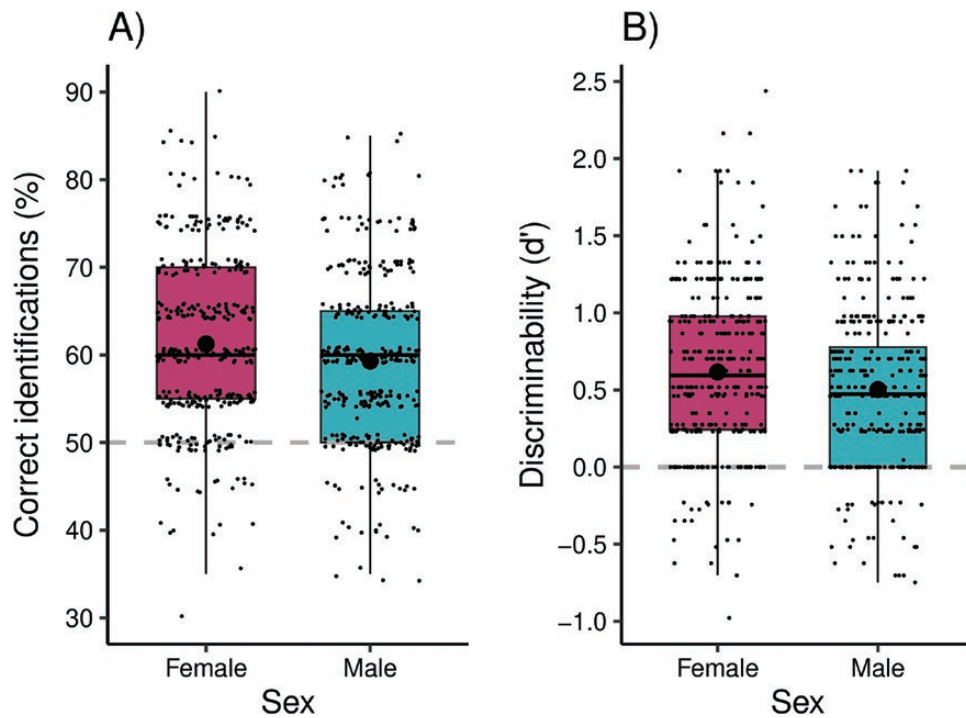 A)
Correct identifications (%)
90
80
70
60
50
40
30
Female Male
Sex
B)
Discriminability (d')
2.5
2.0
1.5
1.0
0.5
0.0
−0.5
−1.0
Female Male
Sex